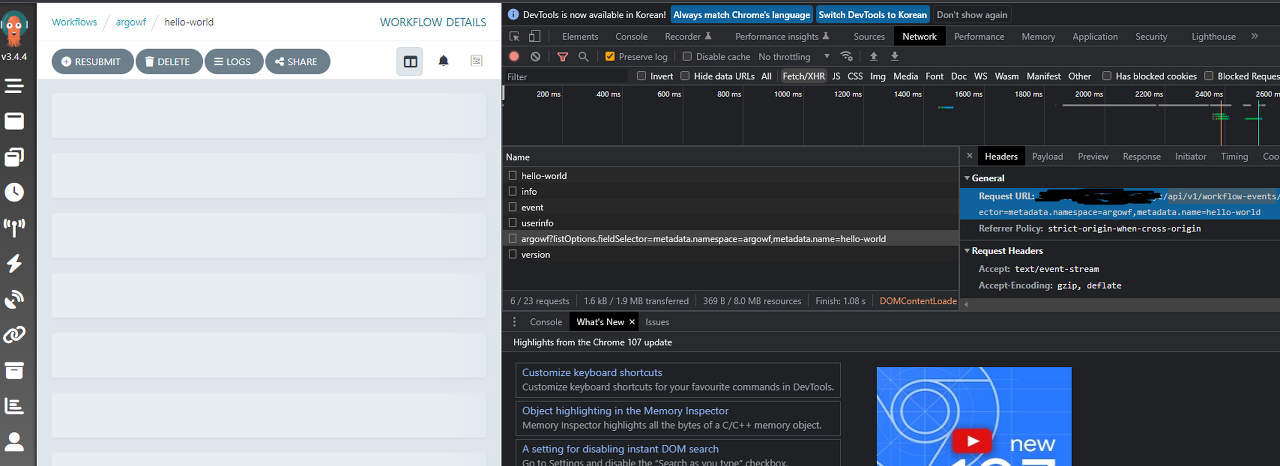 v3.4.4
Workflows / argowf / hello-world
WORKFLOW DETAILS
RESUBMIT DELETE LOGS SHARE
DevTools is now available in Korean! Always match Chrome's language Switch DevTools to Korean Don't show again
Elements Console Recorder Performance insights Sources Network Performance Memory Application Security Lighthouse »
Preserve log Disable cache No throttling
Filter Invert Hide data URLs All Fetch/XHR JS CSS Img Media Font Doc WS Wasm Manifest Other Has blocked cookies Blocked Reque
200 ms 400 ms 600 ms 800 ms 1000 ms 1200 ms 1400 ms 1600 ms 1800 ms 2000 ms 2200 ms 2400 ms 2600 m
Name
hello-world
info
event
userinfo
argowf?listOptions.fieldSelector=metadata.namespace=argowf,metadata.name=hello-world
version
6 / 23 requests 1.6 kB / 1.9 MB transferred 369 B / 8.0 MB resources Finish: 1.08 s DOMContentLoade
× Headers Payload Preview Response Initiator Timing Coo
General
Request URL: /api/v1/workflow-events/
ector=metadata.namespace=argowf,metadata.name=hello-world
Referrer Policy: strict-origin-when-cross-origin
Request Headers
Accept: text/event-stream
Accept-Encoding: gzip, deflate
Console What's New × Issues
Highlights from the Chrome 107 update
Customize keyboard shortcuts
Customize keyboard shortcuts for your favourite commands in DevTools.
Object highlighting in the Memory Inspector
Memory Inspector highlights all the bytes of a C/C++ memory object.
A setting for disabling instant DOM search
Go to Settings and disable the "Search as you type" checkbox.
new
107